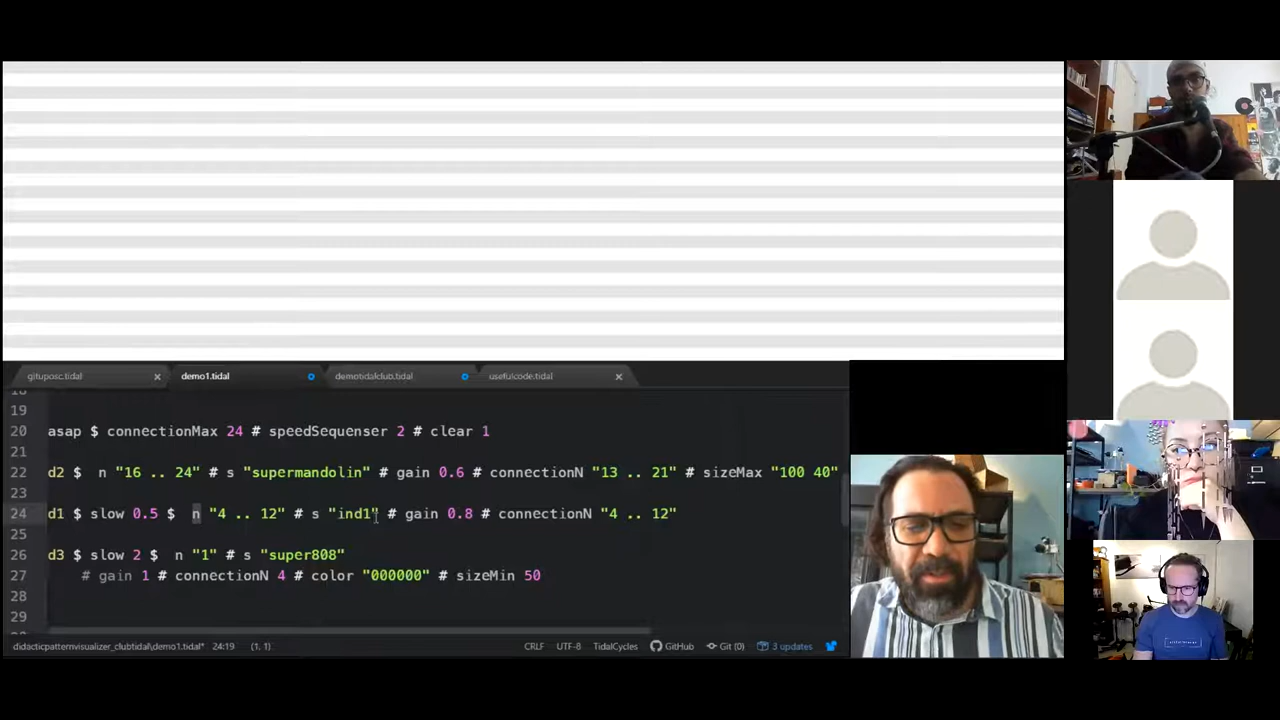 gituposc.tidal
demo1.tidal
demotidalclub.tidal
usefulcode.tidal
18
19
20 asap $ connectionMax 24 # speedSequenser 2 # clear 1
21
22 d2 $ n "16 .. 24" # s "supermandolin" # gain 0.6 # connectionN "13 .. 21" # sizeMax "100 40"
23
24 d1 $ slow 0.5 $ n "4 .. 12" # s "ind1" # gain 0.8 # connectionN "4 .. 12"
25
26 d3 $ slow 2 $ n "1" # s "super808"
27 # gain 1 # connectionN 4 # color "000000" # sizeMin 50
28
29
didacticpatternvisualizer_clubtidal\demo1.tidal* 24:19 (1, 1) CRLF UTF-8 TidalCycles GitHub Git (0) 3 updates